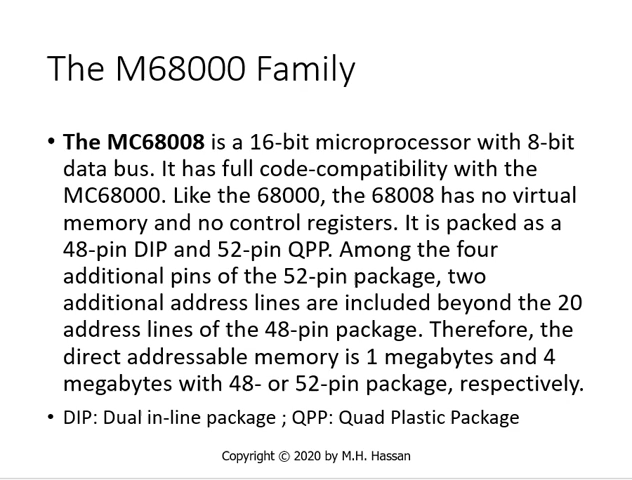 The M68000 Family
• The MC68008 is a 16-bit microprocessor with 8-bit
data bus. It has full code-compatibility with the
MC68000. Like the 68000, the 68008 has no virtual
memory and no control registers. It is packed as a
48-pin DIP and 52-pin QPP. Among the four
additional pins of the 52-pin package, two
additional address lines are included beyond the 20
address lines of the 48-pin package. Therefore, the
direct addressable memory is 1 megabytes and 4
megabytes with 48- or 52-pin package, respectively.
• DIP: Dual in-line package ; QPP: Quad Plastic Package
Copyright © 2020 by M.H. Hassan